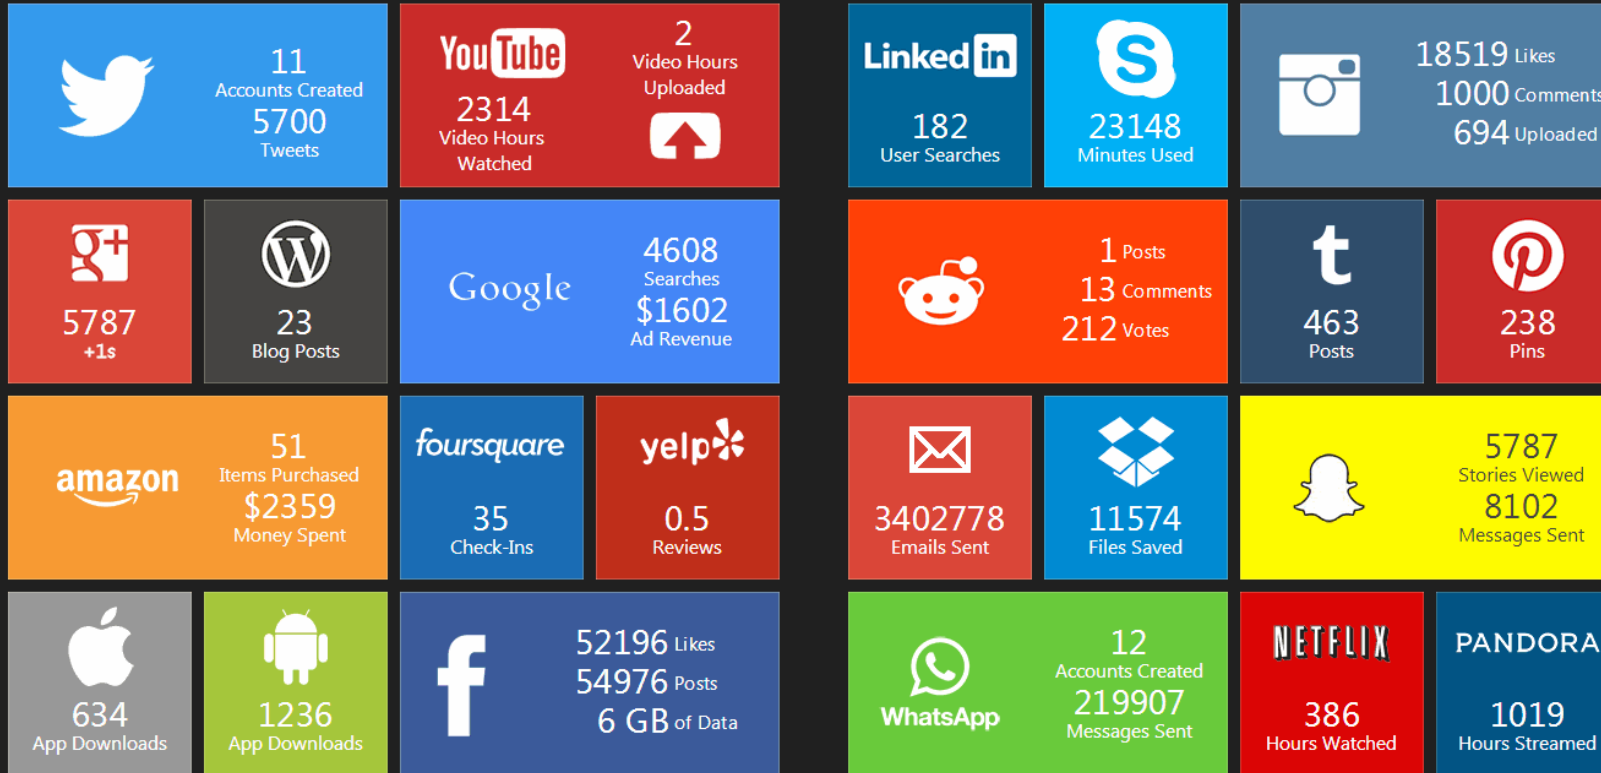 11
Accounts Created
5700
Tweets
YouTube
2314
Video Hours
Watched
2
Video Hours
Uploaded
Linked in
182
User Searches
S
23148
Minutes Used
18519 Likes
1000 Comments
694 Uploaded
g+
5787
+1s
W
23
Blog Posts
Google
4608
Searches
$1602
Ad Revenue
1 Posts
13 Comments
212 Votes
t
463
Posts
P
238
Pins
amazon
51
Items Purchased
$2359
Money Spent
foursquare
35
Check-Ins
yelp
0.5
Reviews
3402778
Emails Sent
11574
Files Saved
5787
Stories Viewed
8102
Messages Sent
634
App Downloads
1236
App Downloads
f
52196 Likes
54976 Posts
6 GB of Data
WhatsApp
12
Accounts Created
219907
Messages Sent
NETFLIX
386
Hours Watched
PANDORA
1019
Hours Streamed